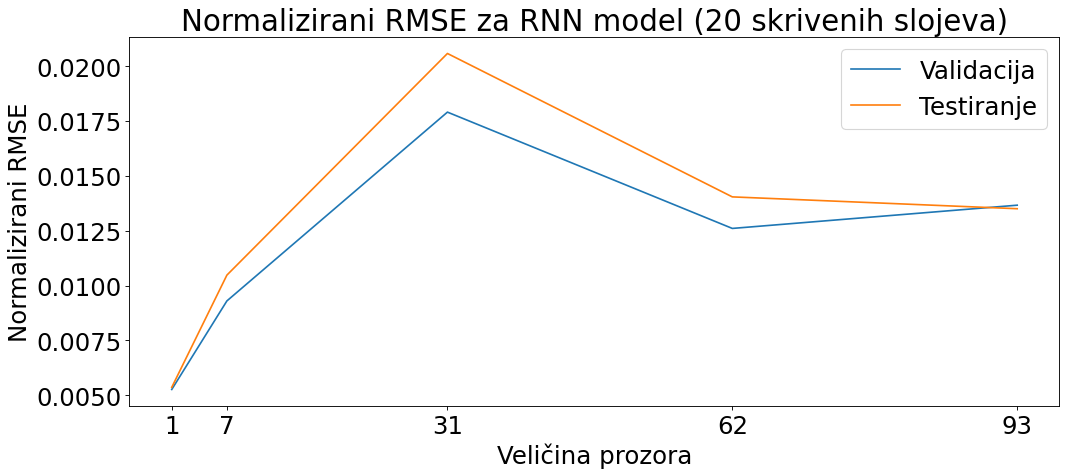 Normalizirani RMSE za RNN model (20 skrivenih slojeva)
Normalizirani RMSE
0.0200
0.0175
0.0150
0.0125
0.0100
0.0075
0.0050
Validacija
Testiranje
1 7 31 62 93
Veličina prozora